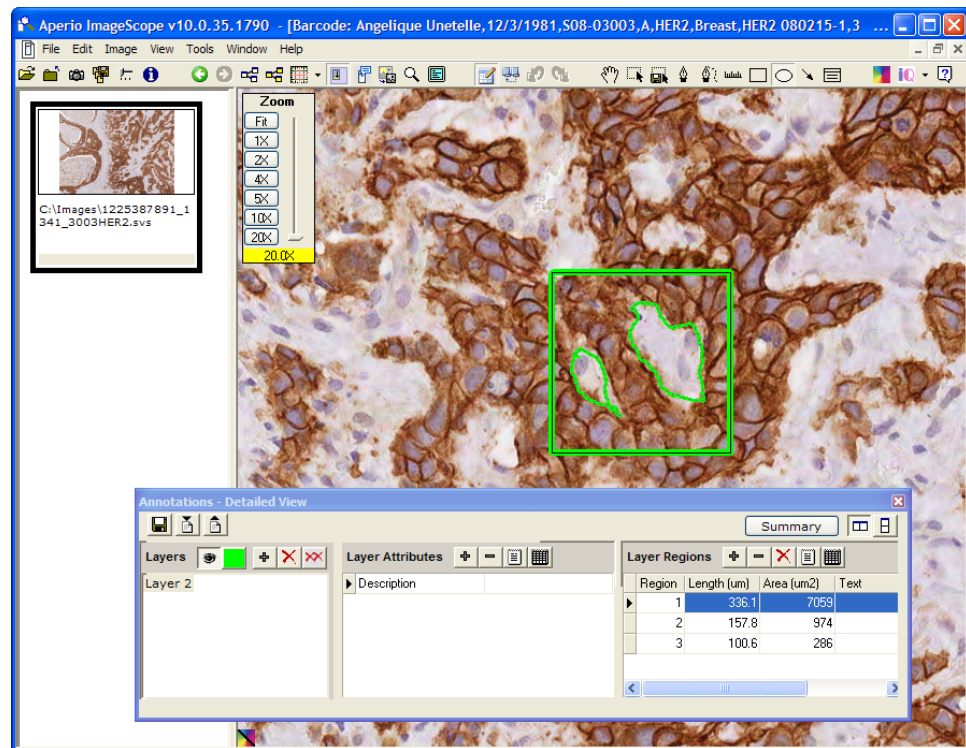 Aperio ImageScope v10.0.35.1790 - [Barcode: Angelique Unetelle,12/3/1981,S08-03003,A,HER2,Breast,HER2 080215-1,3 ...
File Edit Image View Tools Window Help
iQ
Zoom
Fit
1X
2X
4X
5X
10X
20X
20.0X
C:\Images\1225387891_1
341_3003HER2.svs
Annotations - Detailed View
Summary
Layers
Layer Attributes
Layer Regions
Layer 2
Description
Region Length (um) Area (um2) Text
1 336.1 7059
2 157.8 974
3 100.6 286